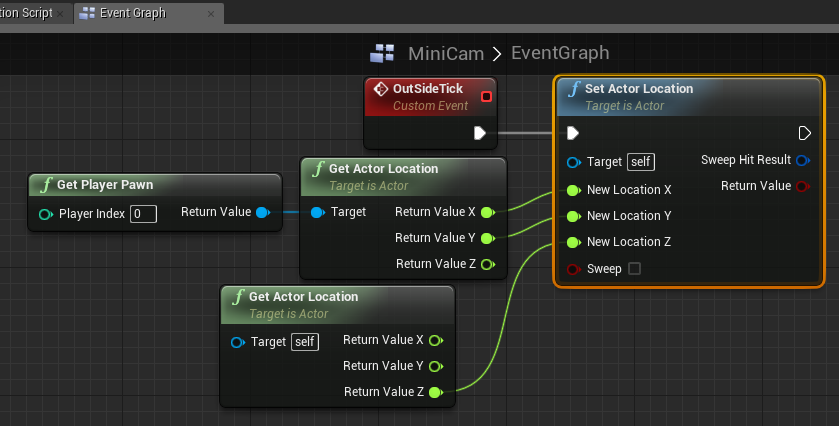 tion Script
Event Graph
MiniCam > EventGraph
OutSideTick
Custom Event
Set Actor Location
Target is Actor
Target self
Sweep Hit Result
New Location X
Return Value
New Location Y
New Location Z
Sweep
Get Player Pawn
Player Index 0
Return Value
Get Actor Location
Target is Actor
Target
Return Value X
Return Value Y
Return Value Z
Get Actor Location
Target is Actor
Target self
Return Value X
Return Value Y
Return Value Z